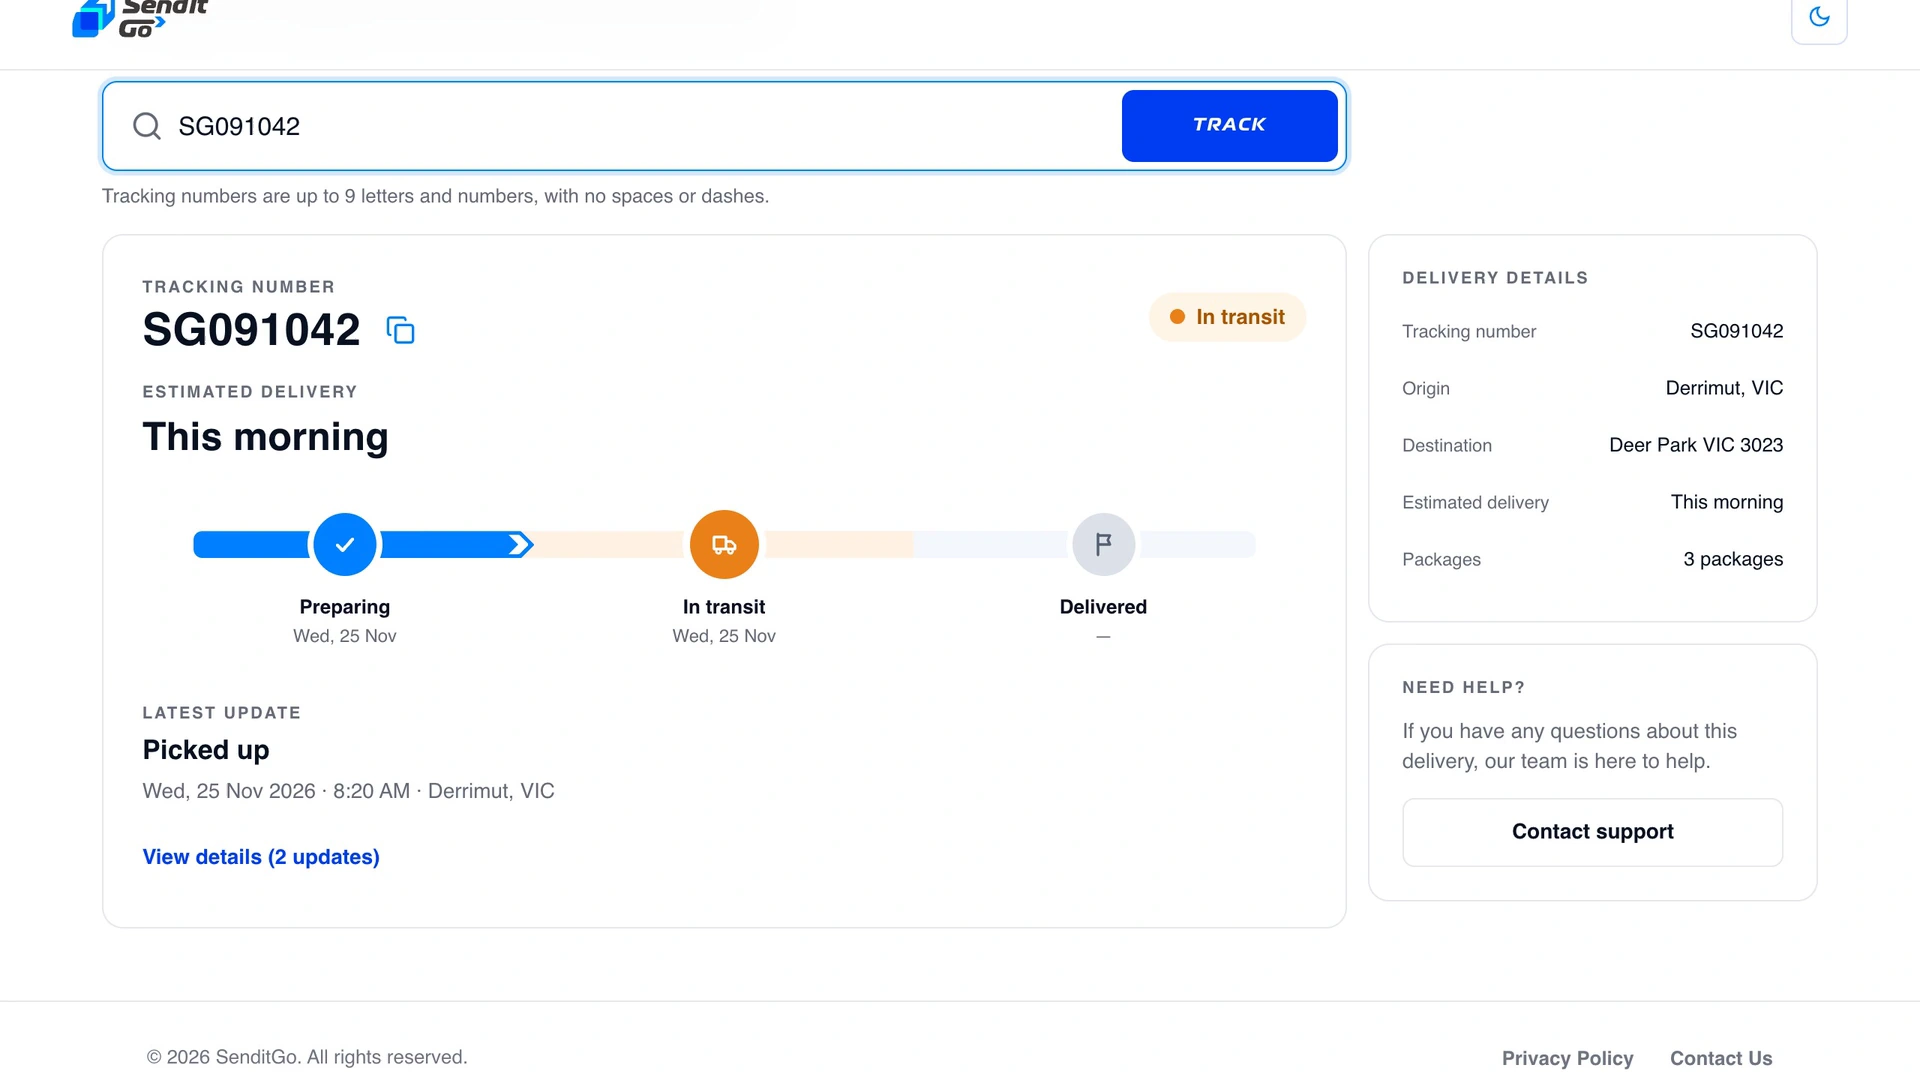 SendIt
Go
SG091042
TRACK
Tracking numbers are up to 9 letters and numbers, with no spaces or dashes.
TRACKING NUMBER
SG091042
In transit
ESTIMATED DELIVERY
This morning
Preparing
Wed, 25 Nov
In transit
Wed, 25 Nov
Delivered
—
LATEST UPDATE
Picked up
Wed, 25 Nov 2026 · 8:20 AM · Derrimut, VIC
View details (2 updates)
DELIVERY DETAILS
Tracking number SG091042
Origin Derrimut, VIC
Destination Deer Park VIC 3023
Estimated delivery This morning
Packages 3 packages
NEED HELP?
If you have any questions about this
delivery, our team is here to help.
Contact support
© 2026 SenditGo. All rights reserved.
Privacy Policy Contact Us